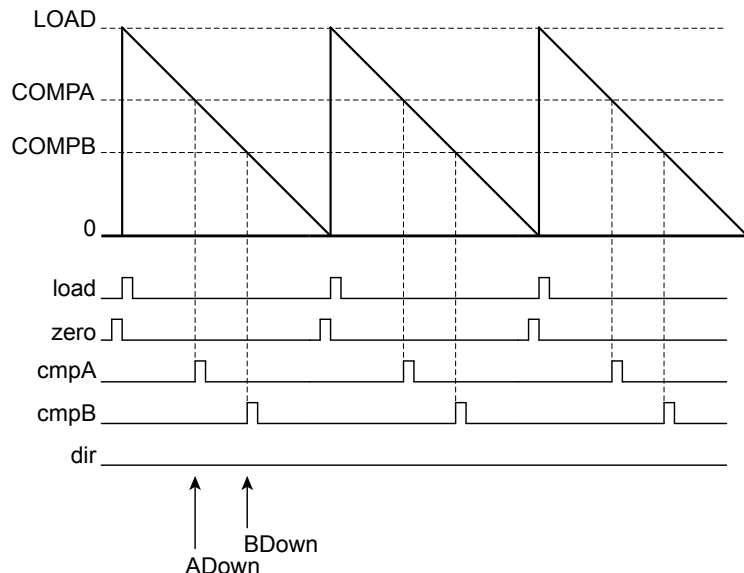 LOAD
COMPA
COMPB
0
load
zero
cmpA
cmpB
dir
BDown
ADown